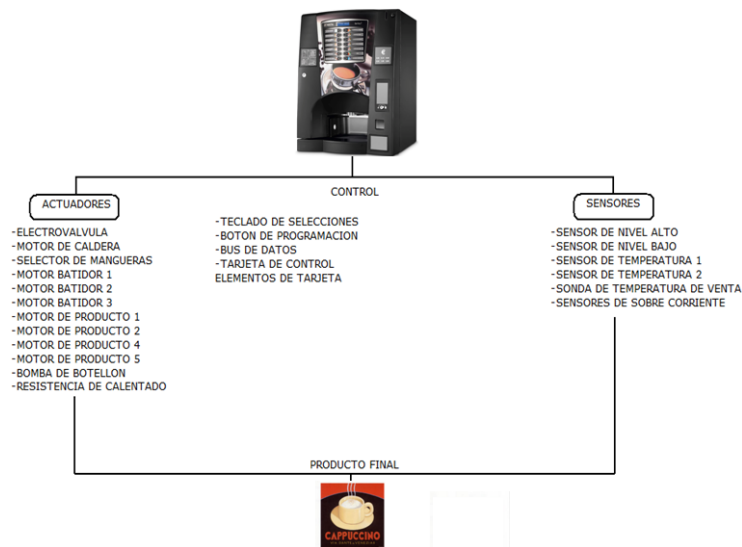 CONTROL
ACTUADORES
-ELECTROVALVULA
-MOTOR DE CALDERA
-SELECTOR DE MANGUERAS
-MOTOR BATIDOR 1
-MOTOR BATIDOR 2
-MOTOR BATIDOR 3
-MOTOR DE PRODUCTO 1
-MOTOR DE PRODUCTO 2
-MOTOR DE PRODUCTO 4
-MOTOR DE PRODUCTO 5
-BOMBA DE BOTELLON
-RESISTENCIA DE CALENTADO
-TECLADO DE SELECCIONES
-BOTON DE PROGRAMACION
-BUS DE DATOS
-TARJETA DE CONTROL
ELEMENTOS DE TARJETA
SENSORES
-SENSOR DE NIVEL ALTO
-SENSOR DE NIVEL BAJO
-SENSOR DE TEMPERATURA 1
-SENSOR DE TEMPERATURA 2
-SONDA DE TEMPERATURA DE VENTA
-SENSORES DE SOBRE CORRIENTE
PRODUCTO FINAL
CAPPUCCINO